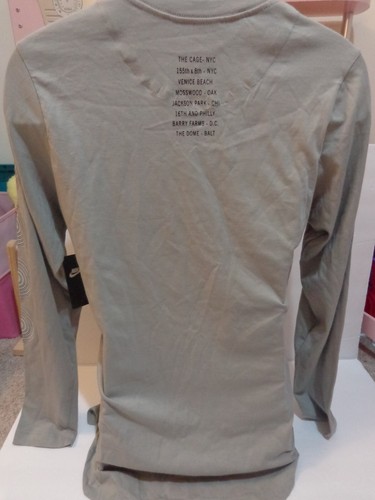 THE CAGE- NYC
155th & 8th - NYC
VENICE BEACH
MOSSWOOD - OAK
JACKSON PARK - CHI
16TH AND PHILLY
BARRY FARMS - D.C.
THE DOME - BALT